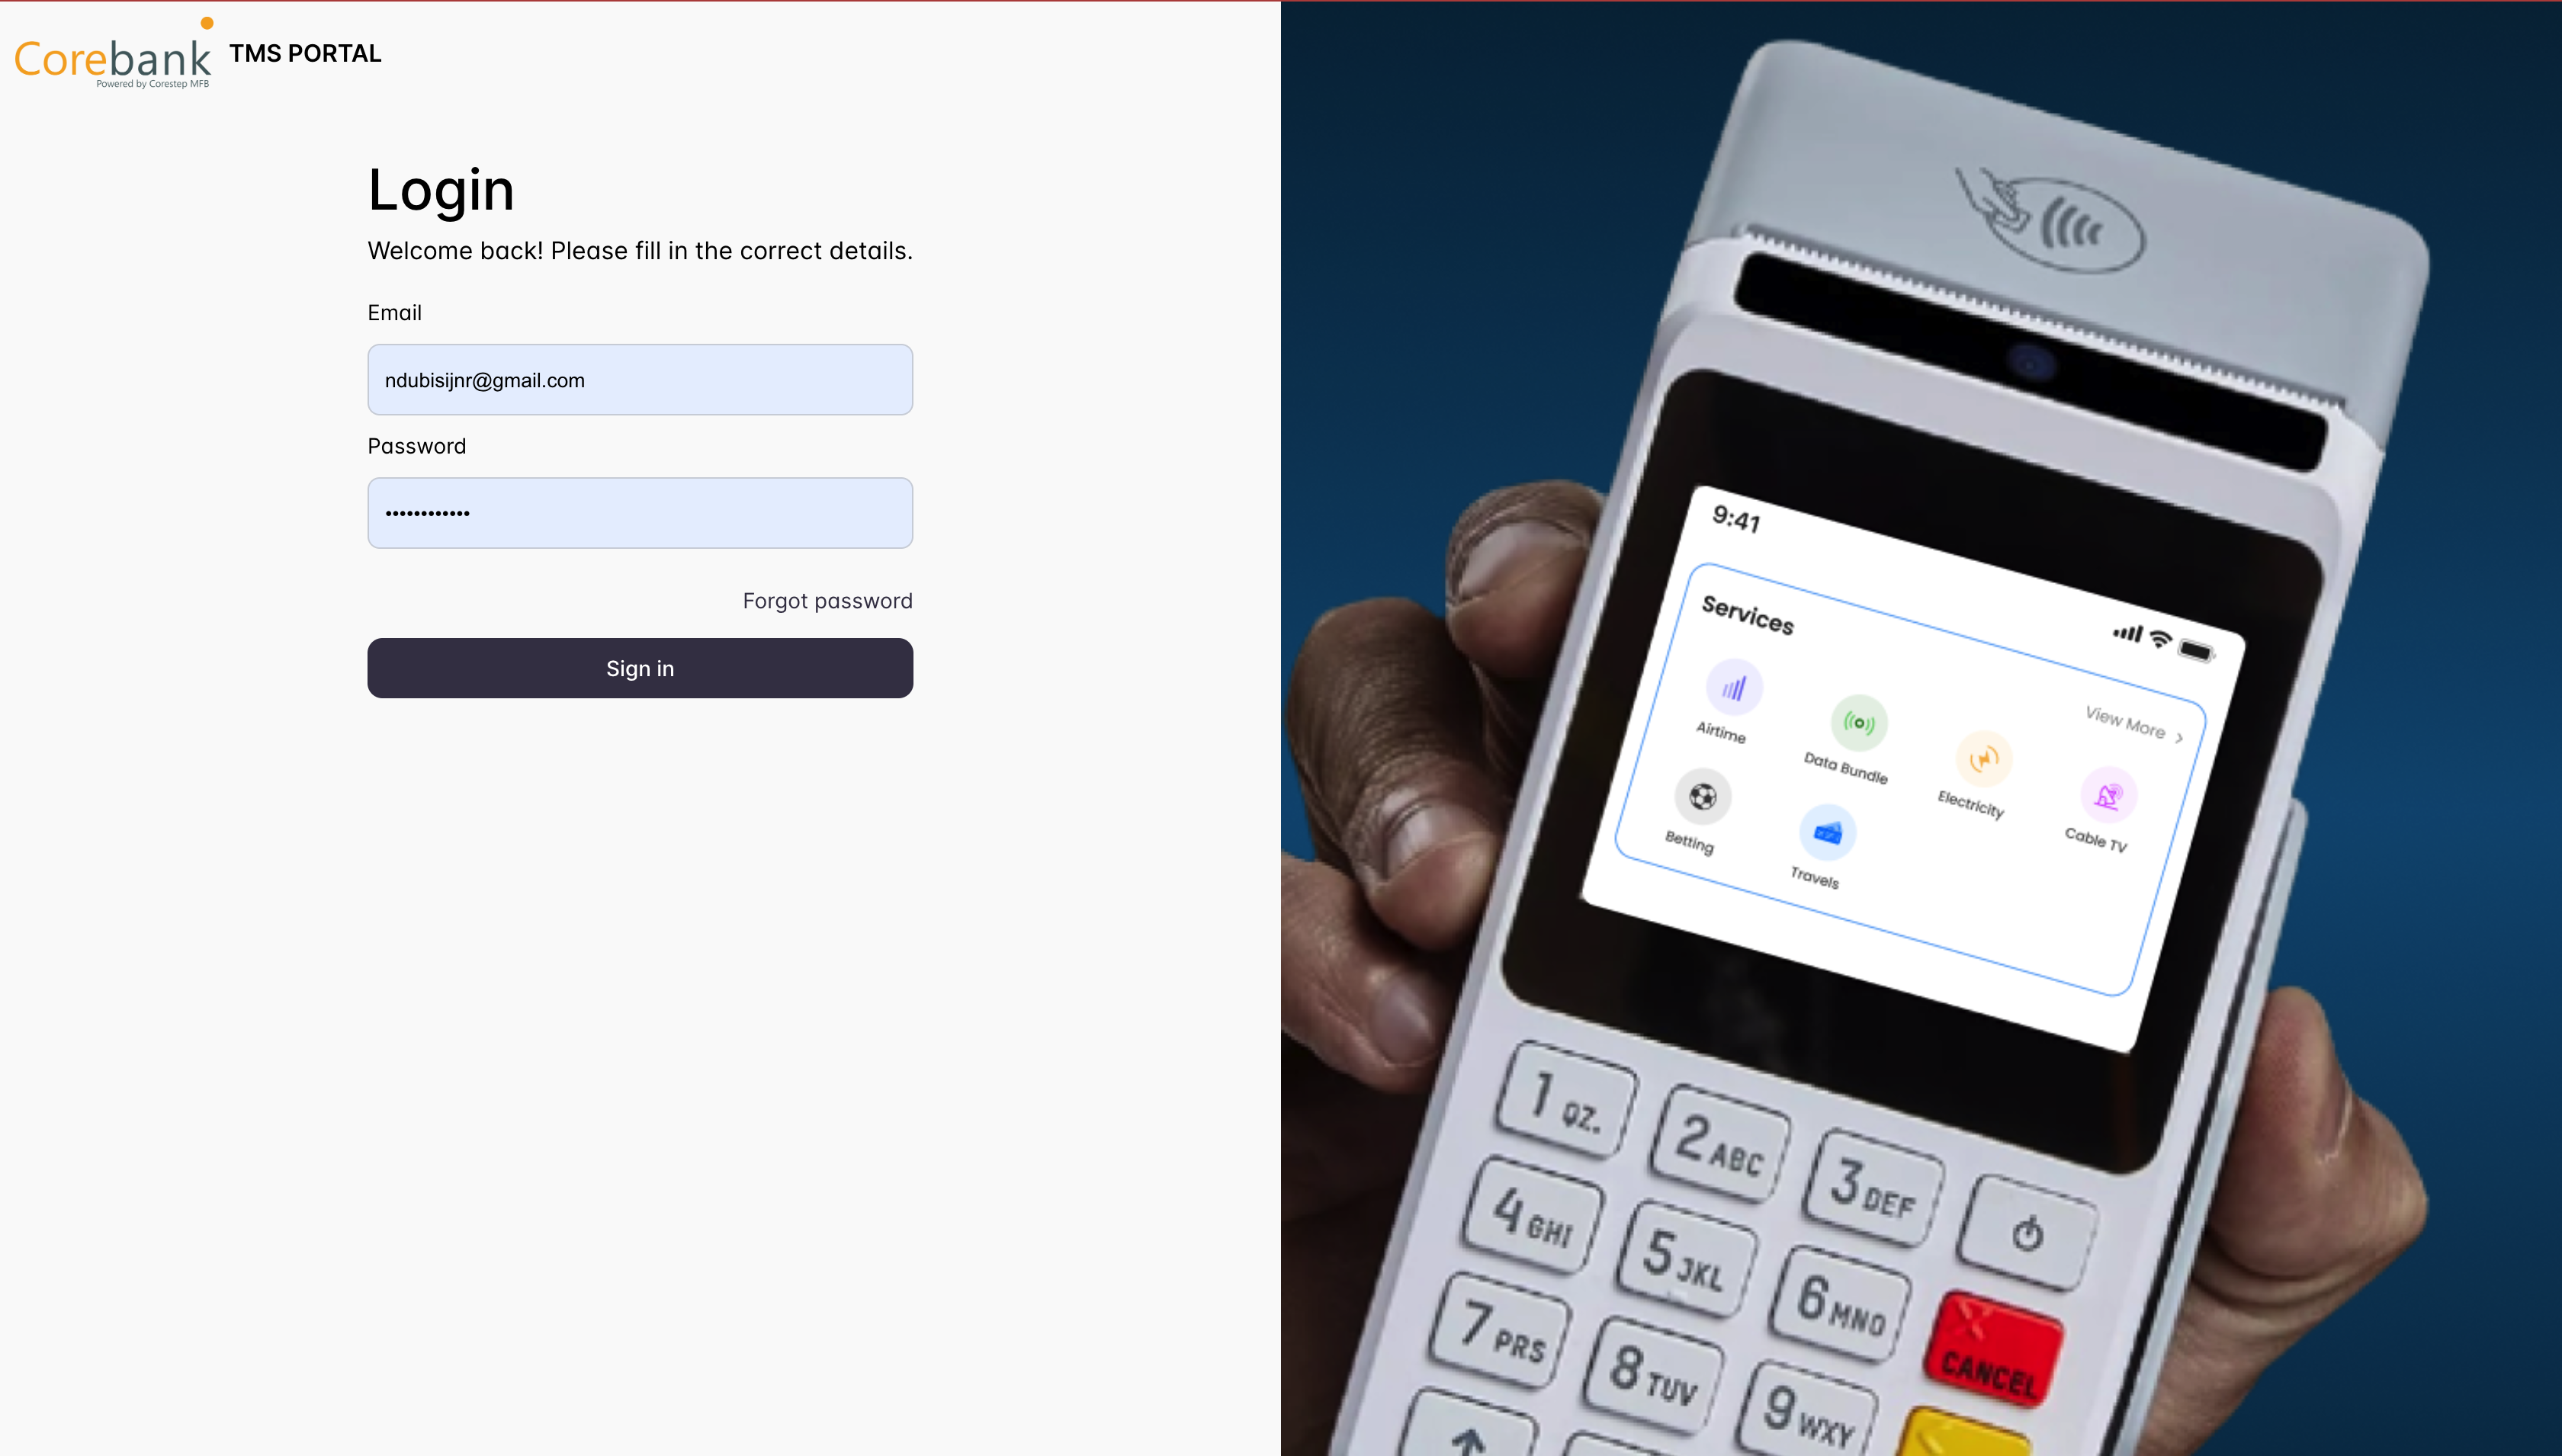 Corebank
Powered by Corestep MFB
TMS PORTAL
Login
Welcome back! Please fill in the correct details.
Email
ndubisijnr@gmail.com
Password
••••••••••••
Forgot password
Sign in
9:41
Services
View More >
Airtime
Data Bundle
Electricity
Cable TV
Betting
Travels
1 QZ.
2 ABC
3 DEF
4 GHI
5 JKL
6 MNO
7 PRS
8 TUV
9 WXY
CANCEL